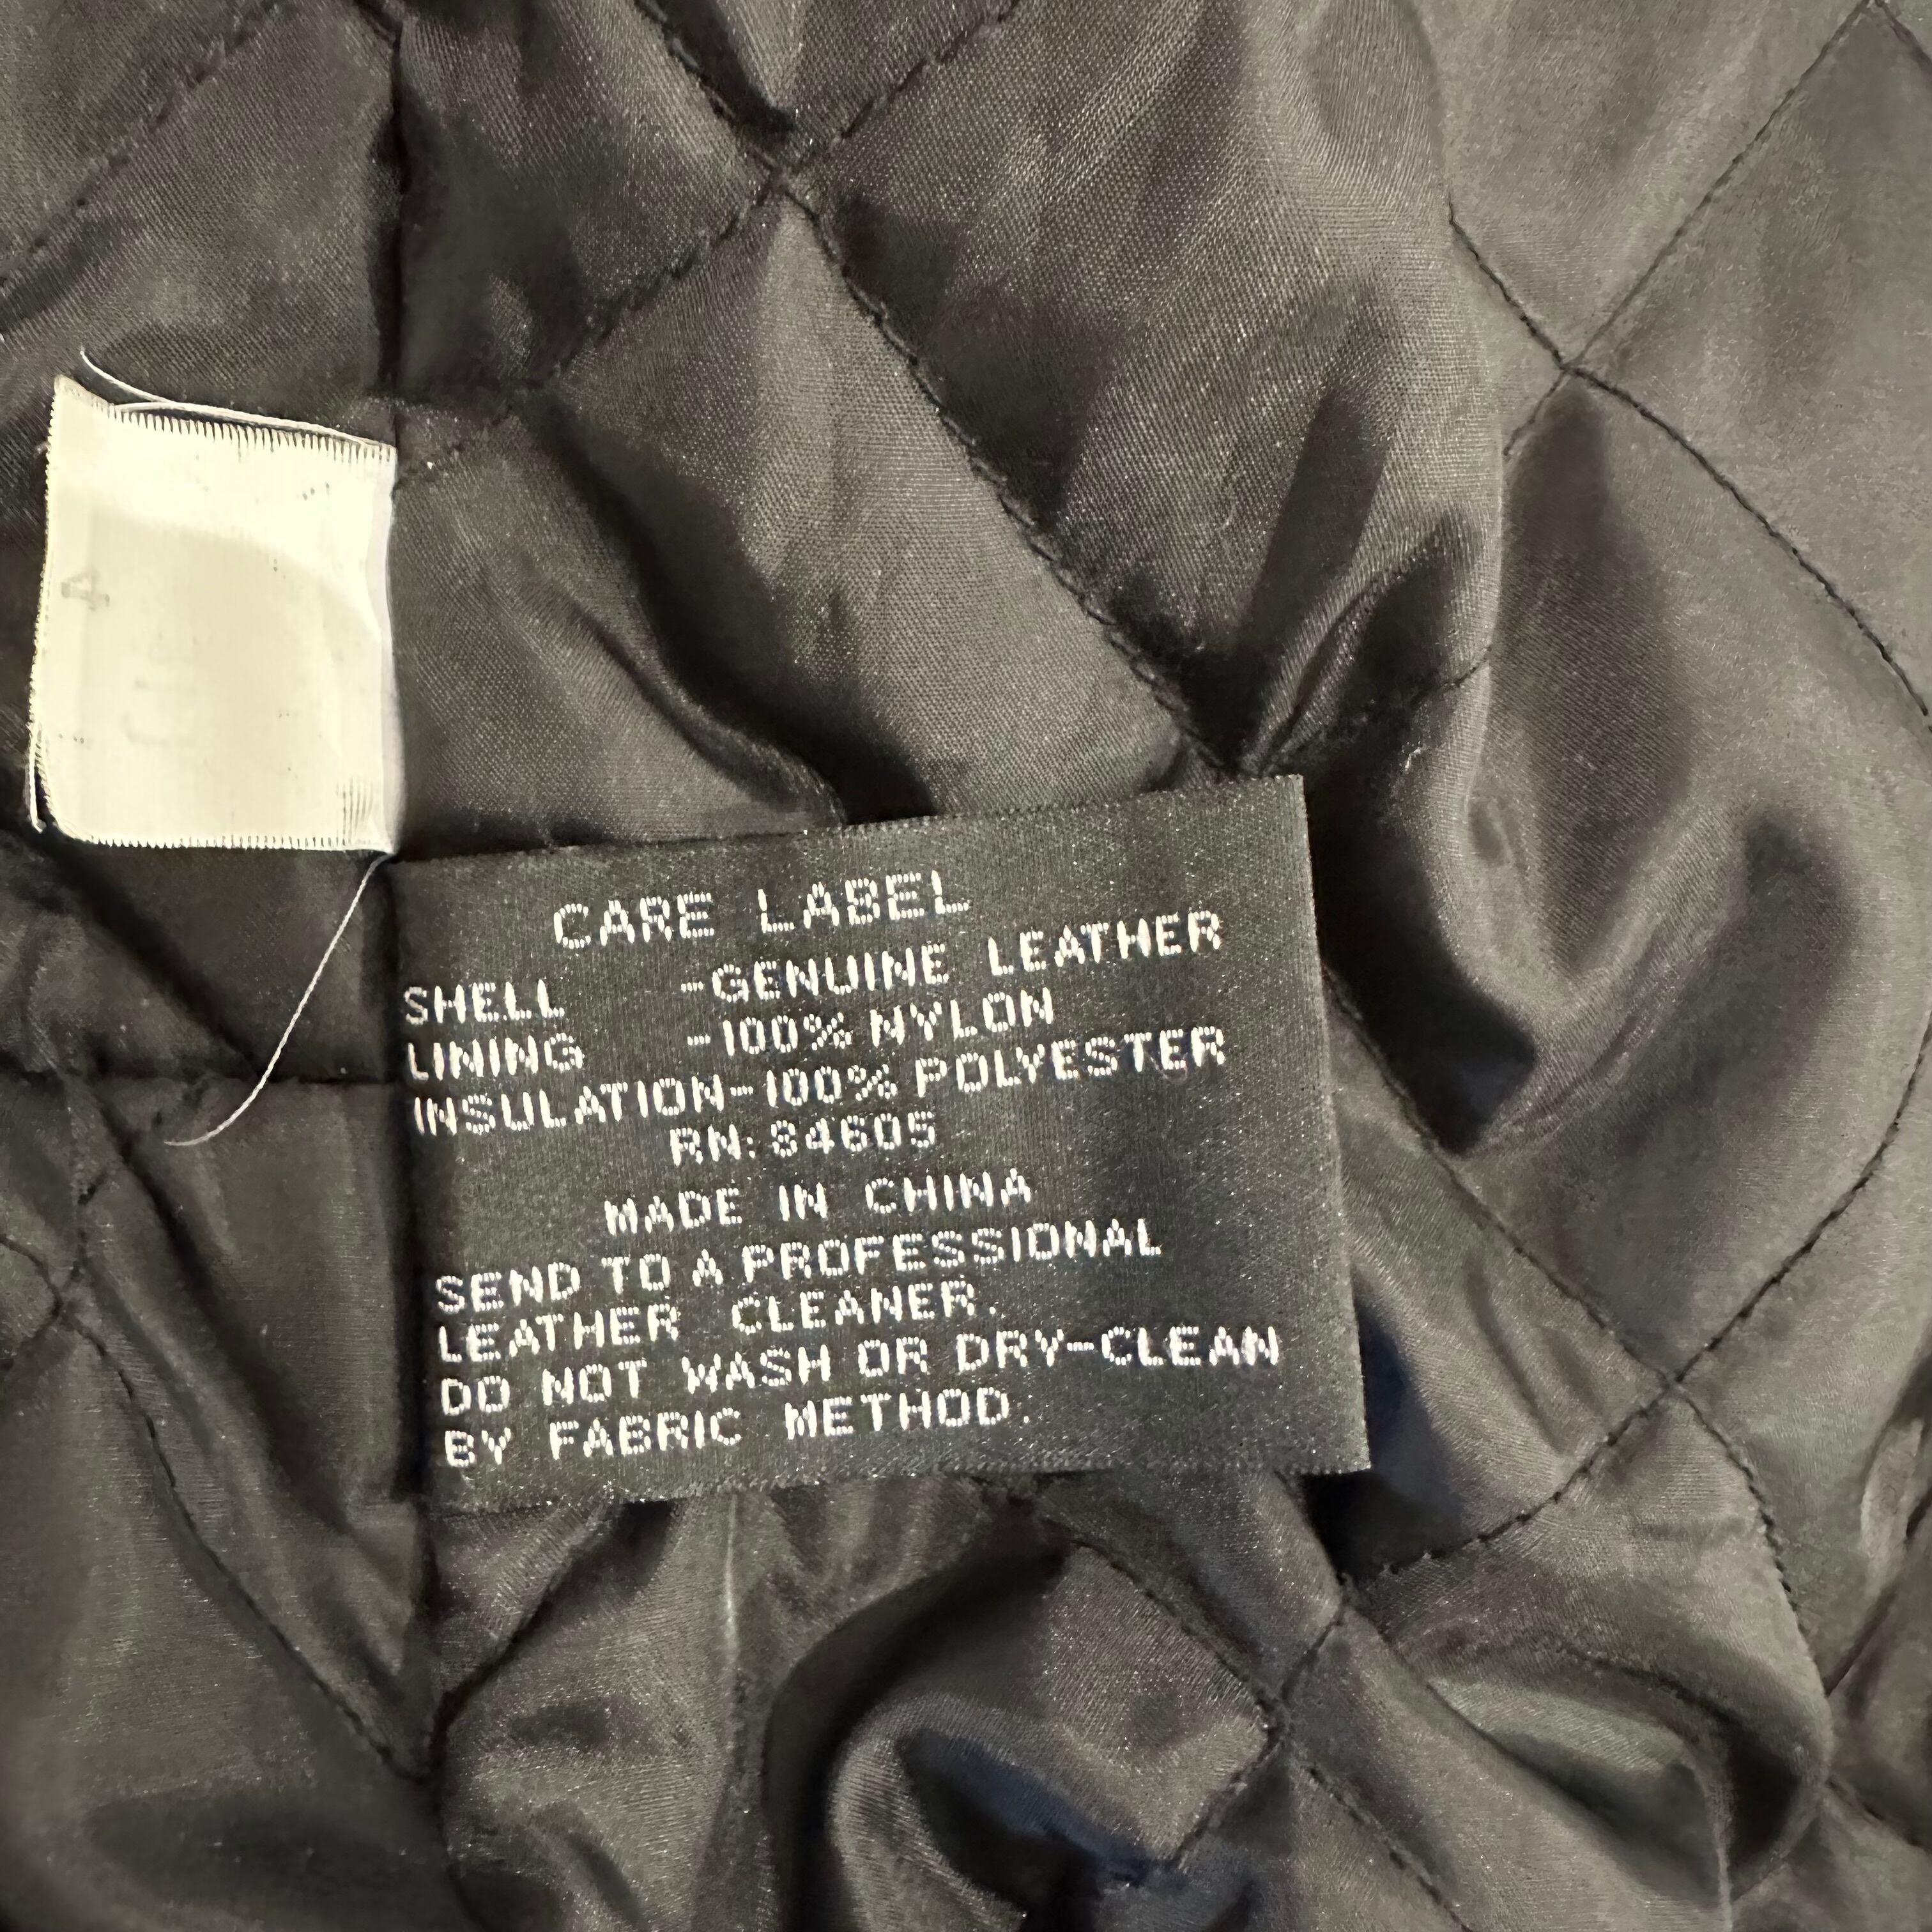 CARE LABEL
SHELL -GENUINE LEATHER
LINING -100% NYLON
INSULATION-100% POLYESTER
RN:84605
MADE IN CHINA
SEND TO A PROFESSIONAL
LEATHER CLEANER.
DO NOT WASH OR DRY-CLEAN
BY FABRIC METHOD.